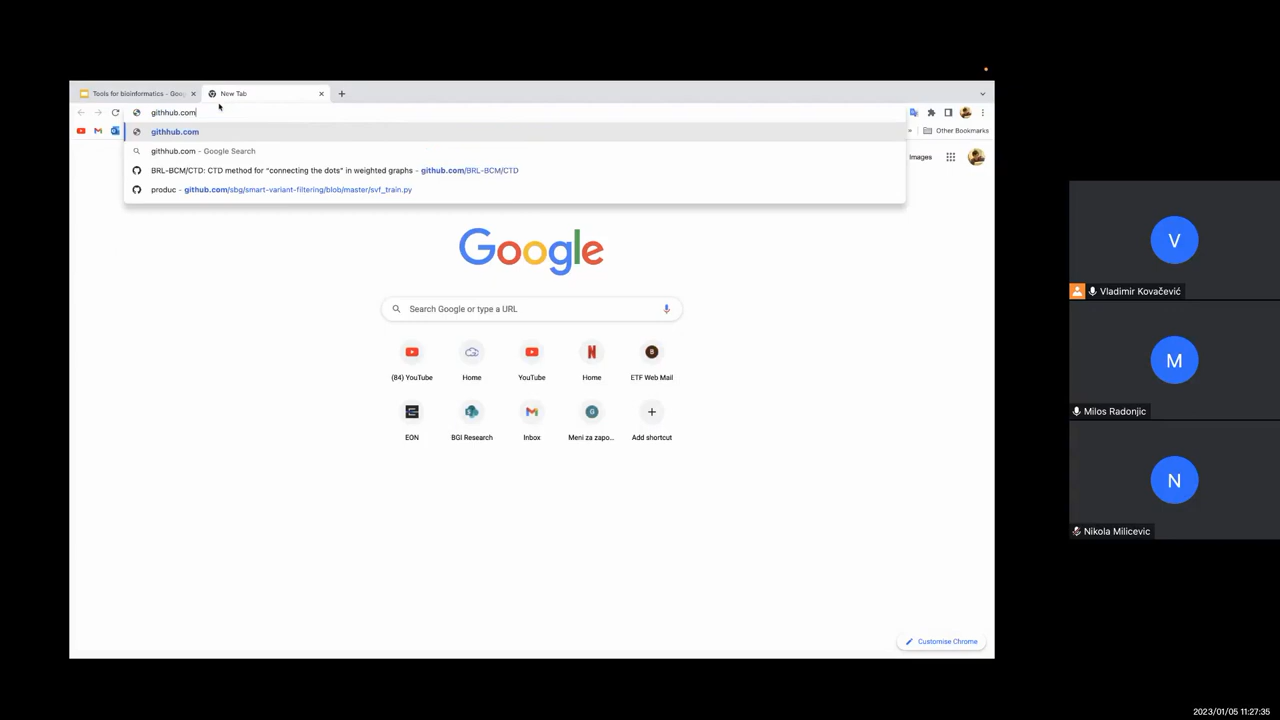 Tools for bioinformatics - Goo
New Tab
githhub.com
githhub.com
githhub.com - Google Search
BRL-BCM/CTD: CTD method for "connecting the dots" in weighted graphs - github.com/BRL-BCM/CTD
produc - github.com/sbg/smart-variant-filtering/blob/master/svf_train.py
Other Bookmarks
Images
Google
Search Google or type a URL
(84) YouTube
Home
YouTube
Home
ETF Web Mail
EON
BGI Research
Inbox
Meni za zapo...
Add shortcut
Customise Chrome
V
Vladimir Kovačević
M
Milos Radonjic
N
Nikola Milicevic
2023/01/05 11:27:35